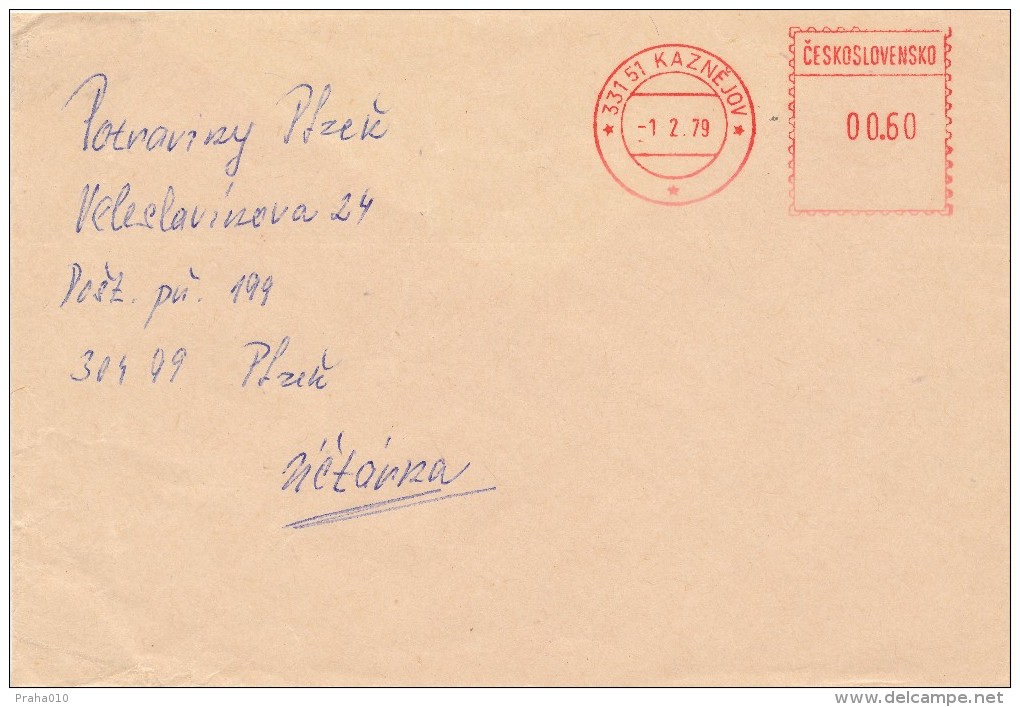 Potraviny Plzeň
Veleslavínova 24
Pošt. př. 199
304 99 Plzeň
účtárna
331 51 KAZNĚJOV
-1 2.79
ČESKOSLOVENSKO
00.60
Praha010
www.delcampe.net